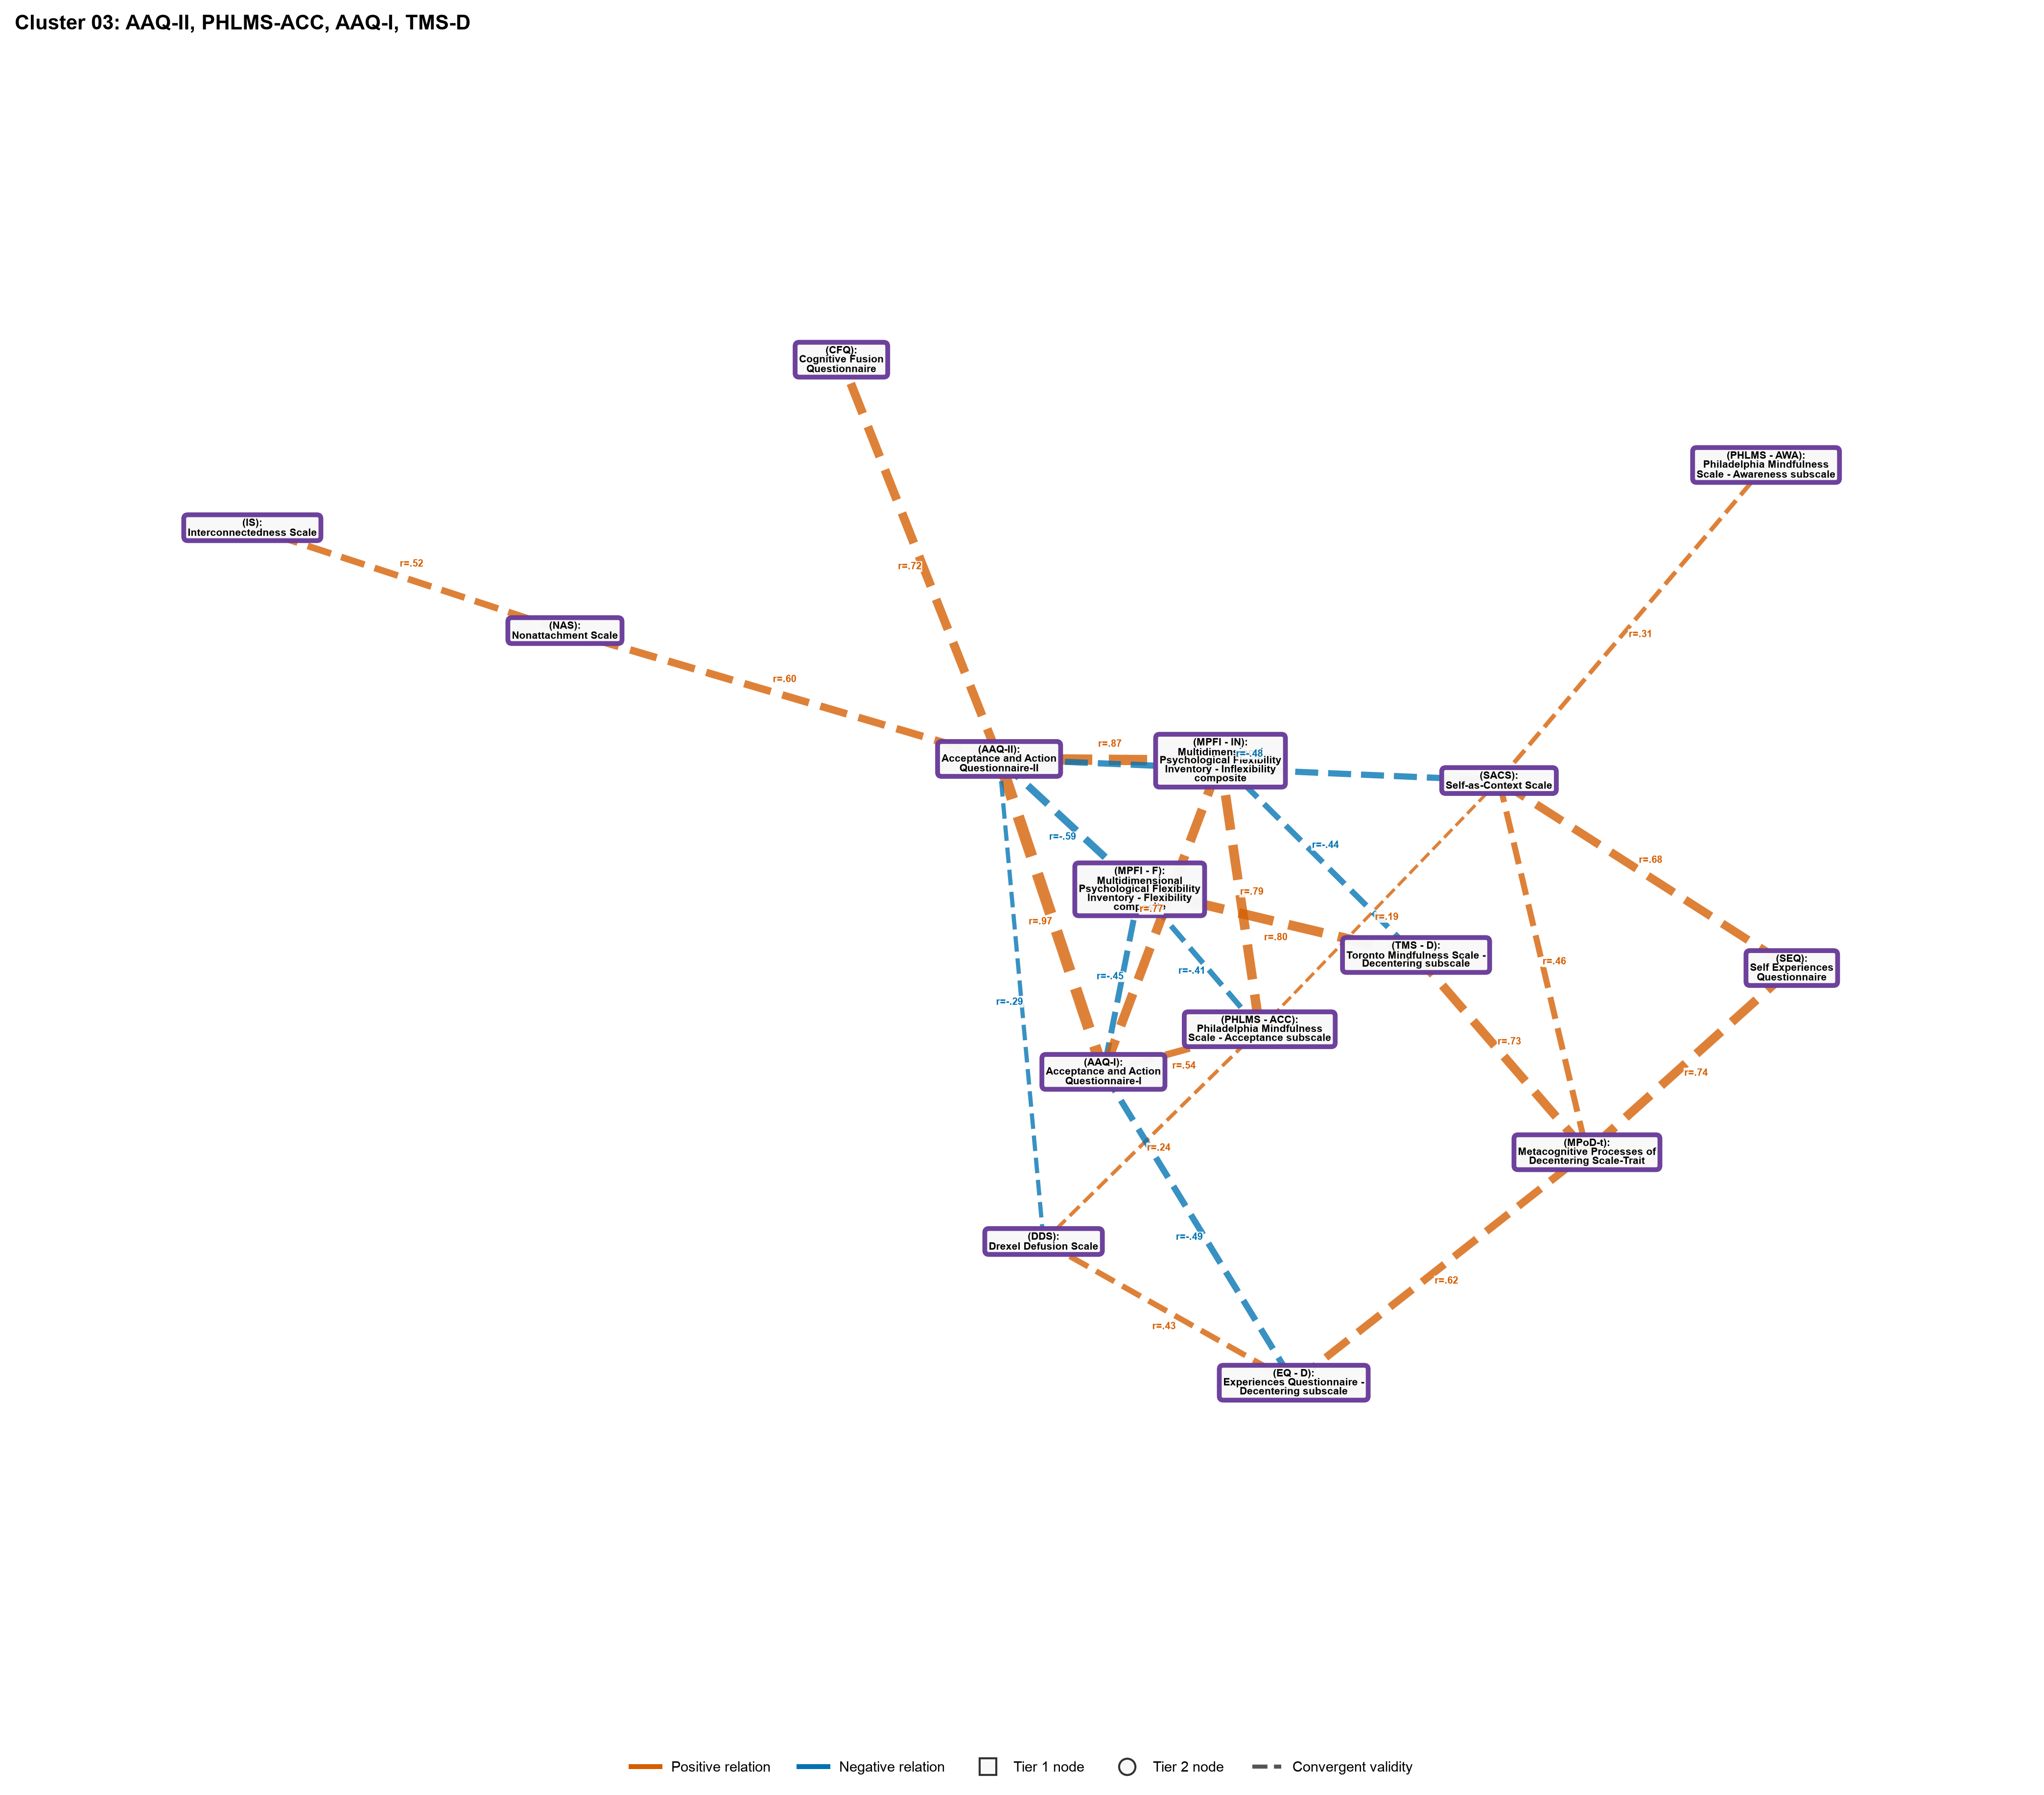 Cluster 03: AAQ-II, PHLMS-ACC, AAQ-I, TMS-D
(CFQ):
Cognitive Fusion
Questionnaire
(PHLMS - AWA):
Philadelphia Mindfulness
Scale - Awareness subscale
(IS):
Interconnectedness Scale
r=.52
r=.72
(NAS):
Nonattachment Scale
r=.31
r=.60
(AAQ-II):
Acceptance and Action
Questionnaire-II
r=.87
(MPFI - IN):
Multidimen
r=-.48
Psychological Flexibility
Inventory - Inflexibility
composite
(SACS):
Self-as-Context Scale
r=-.59
r=-.44
r=.68
(MPFI - F):
Multidimensional
Psychological Flexibility
Inventory - Flexibility
comp e
r=.77
r=.79
r=.97
r=.19
r=.80
(TMS - D):
Toronto Mindfulness Scale -
Decentering subscale
r=.46
(SEQ):
Self Experiences
Questionnaire
r=-.45
r=-.41
r=-.29
(PHLMS - ACC):
Philadelphia Mindfulness
Scale - Acceptance subscale
r=.73
(AAQ-I):
Acceptance and Action
Questionnaire-I
r=.54
r=.74
r=.24
(MPoD-t):
Metacognitive Processes of
Decentering Scale-Trait
(DDS):
Drexel Defusion Scale
r=-.49
r=.62
r=.43
(EQ - D):
Experiences Questionnaire -
Decentering subscale
Positive relation
Negative relation
Tier 1 node
Tier 2 node
Convergent validity